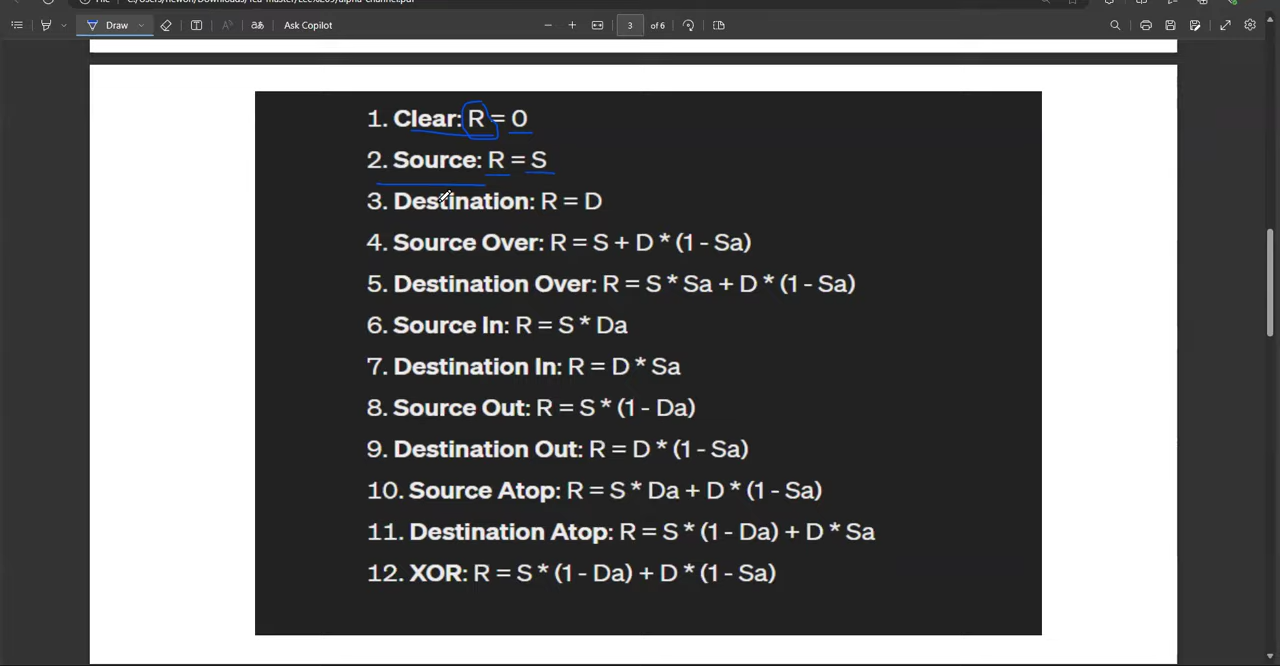 Draw
Ask Copilot
3 of 6
1. Clear: R = 0
2. Source: R = S
3. Destination: R = D
4. Source Over: R = S + D * (1 - Sa)
5. Destination Over: R = S * Sa + D * (1 - Sa)
6. Source In: R = S * Da
7. Destination In: R = D * Sa
8. Source Out: R = S * (1 - Da)
9. Destination Out: R = D * (1 - Sa)
10. Source Atop: R = S * Da + D * (1 - Sa)
11. Destination Atop: R = S * (1 - Da) + D * Sa
12. XOR: R = S * (1 - Da) + D * (1 - Sa)